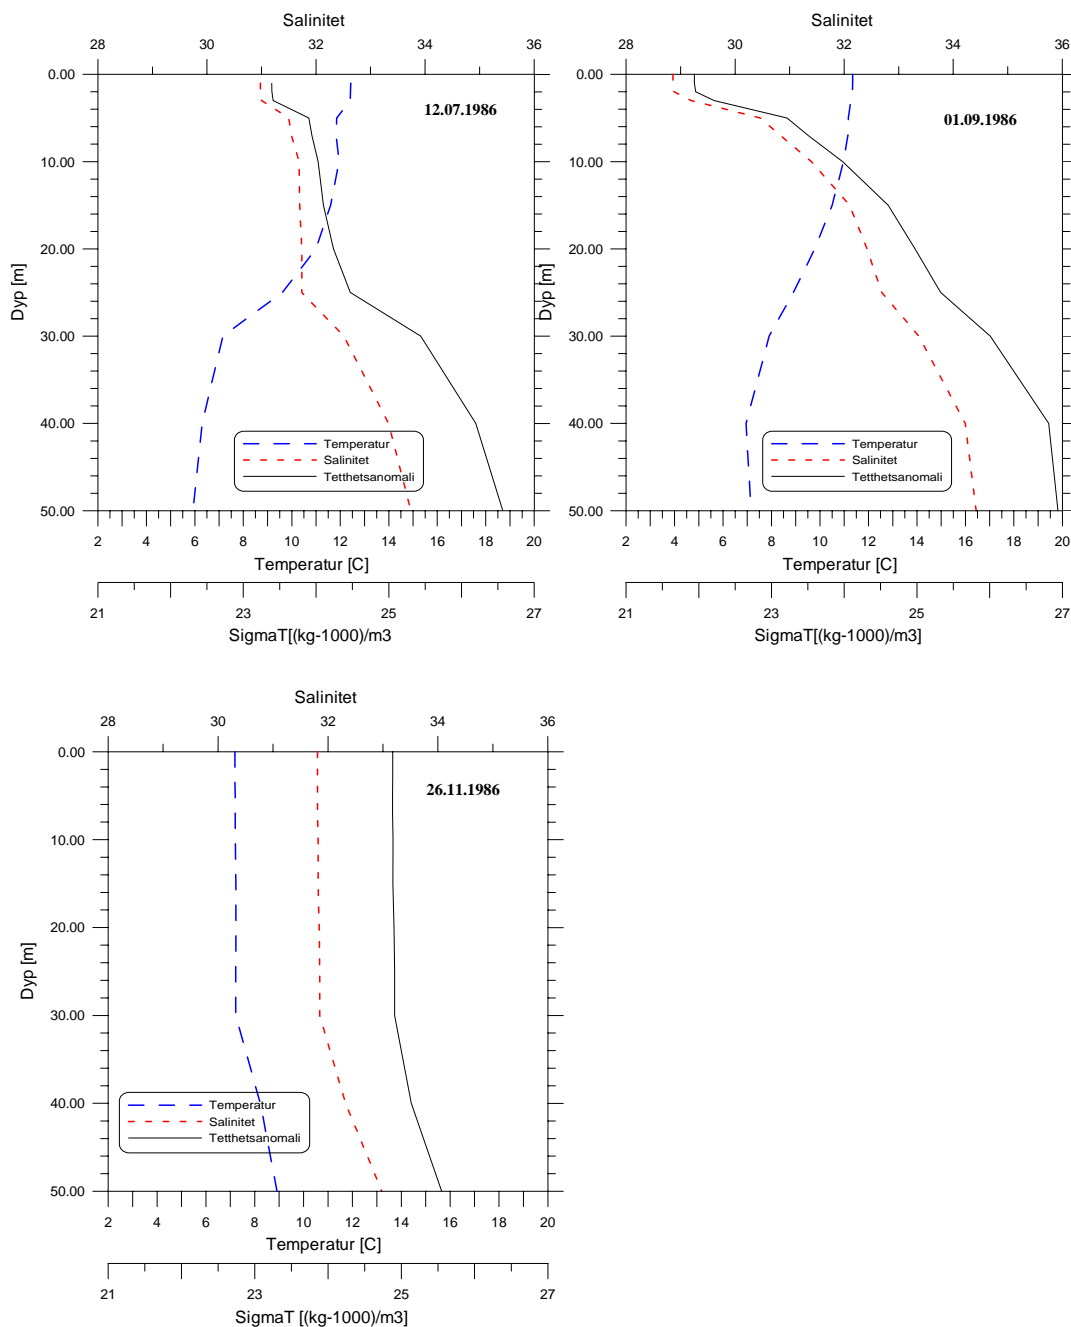 Salinitet
28 30 32 34 36
0.00
10.00
20.00
30.00
40.00
50.00
Dyp [m]
12.07.1986
Temperatur
Salinitet
Tetthetsanomali
2 4 6 8 10 12 14 16 18 20
Temperatur [C]
21 23 25 27
SigmaT[(kg-1000)/m3
Salinitet
28 30 32 34 36
0.00
10.00
20.00
30.00
40.00
50.00
Dyp [m]
01.09.1986
Temperatur
Salinitet
Tetthetsanomali
2 4 6 8 10 12 14 16 18 20
Temperatur [C]
21 23 25 27
SigmaT[(kg-1000)/m3]
Salinitet
28 30 32 34 36
0.00
10.00
20.00
30.00
40.00
50.00
Dyp [m]
26.11.1986
Temperatur
Salinitet
Tetthetsanomali
2 4 6 8 10 12 14 16 18 20
Temperatur [C]
21 23 25 27
SigmaT [(kg-1000)/m3]